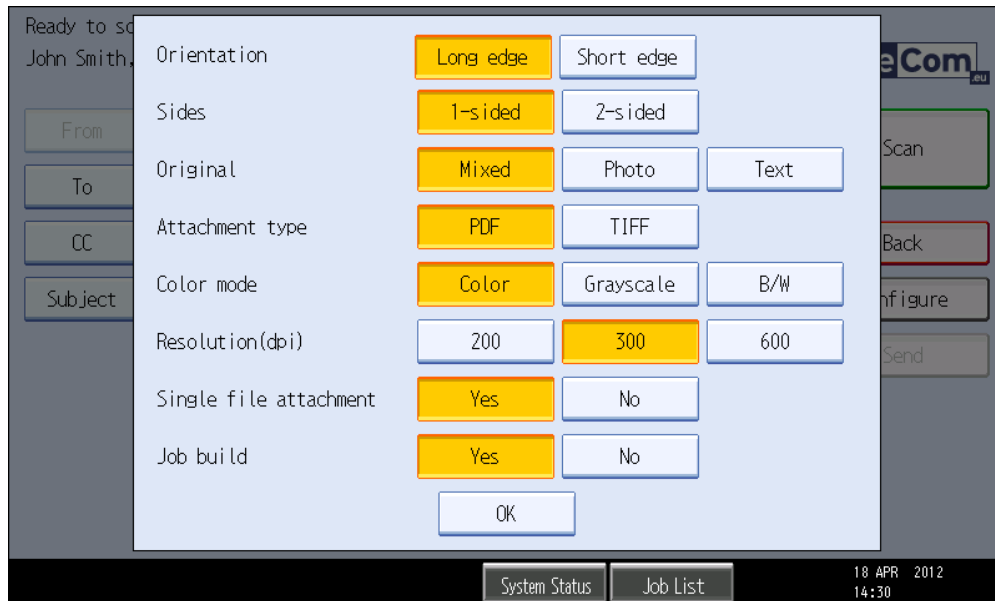 Ready to sc
John Smith,
eCom
.eu
From
To
CC
Subject
Orientation Long edge Short edge
Sides 1-sided 2-sided
Original Mixed Photo Text
Attachment type PDF TIFF
Color mode Color Grayscale B/W
Resolution(dpi) 200 300 600
Single file attachment Yes No
Job build Yes No
OK
Scan
Back
nfigure
Send
System Status Job List
18 APR 2012
14:30